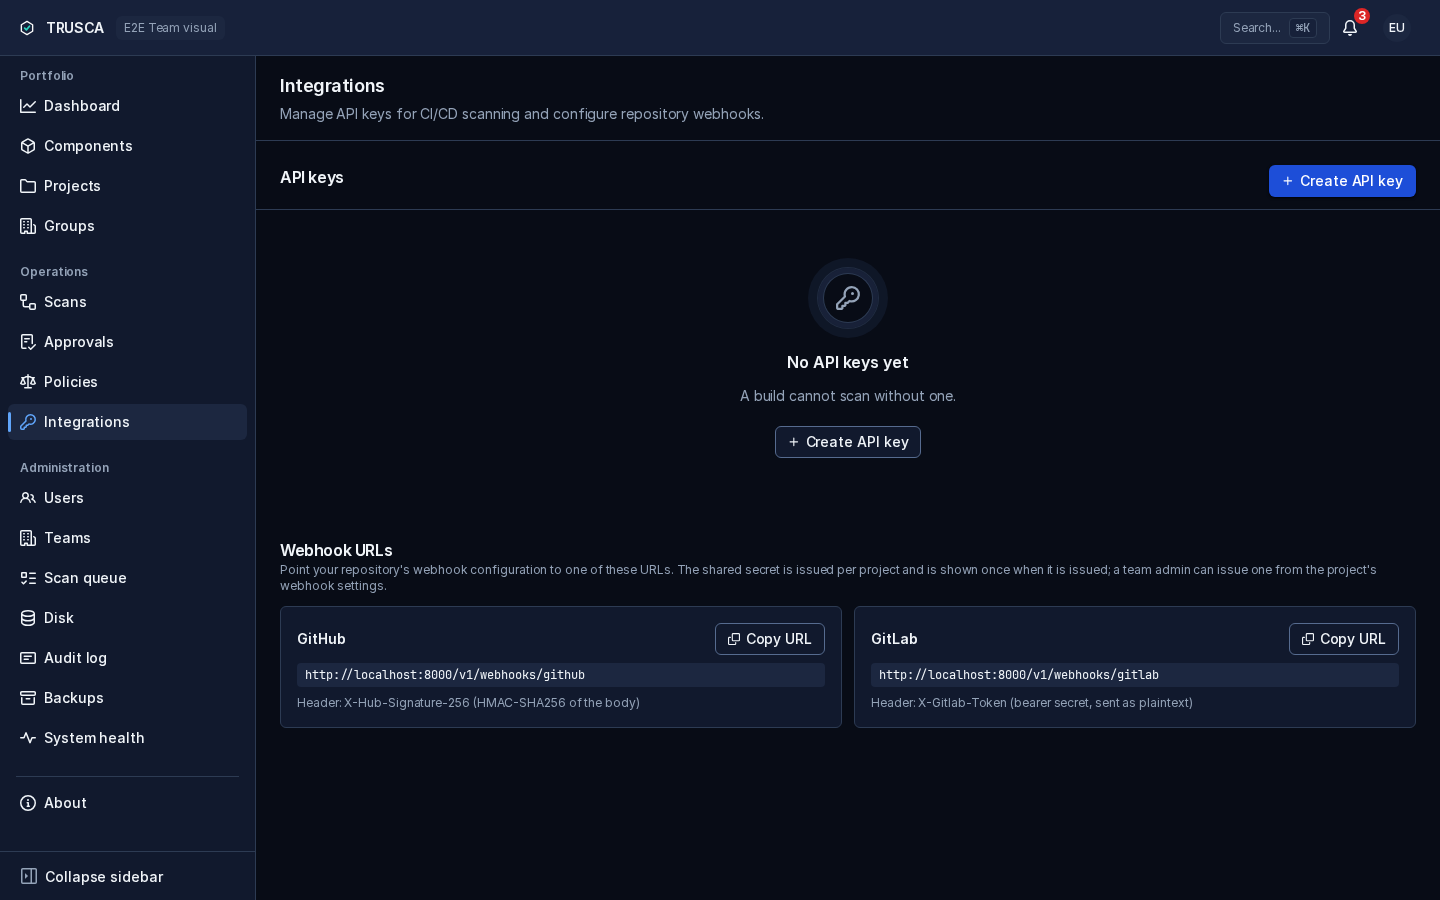 TRUSCA
E2E Team visual
Search...
⌘K
3
EU
Portfolio
Dashboard
Components
Projects
Groups
Operations
Scans
Approvals
Policies
Integrations
Administration
Users
Teams
Scan queue
Disk
Audit log
Backups
System health
About
Collapse sidebar
Integrations
Manage API keys for CI/CD scanning and configure repository webhooks.
API keys
+ Create API key
No API keys yet
A build cannot scan without one.
+ Create API key
Webhook URLs
Point your repository's webhook configuration to one of these URLs. The shared secret is issued per project and is shown once when it is issued; a team admin can issue one from the project's
webhook settings.
GitHub
Copy URL
http://localhost:8000/v1/webhooks/github
Header: X-Hub-Signature-256 (HMAC-SHA256 of the body)
GitLab
Copy URL
http://localhost:8000/v1/webhooks/gitlab
Header: X-Gitlab-Token (bearer secret, sent as plaintext)